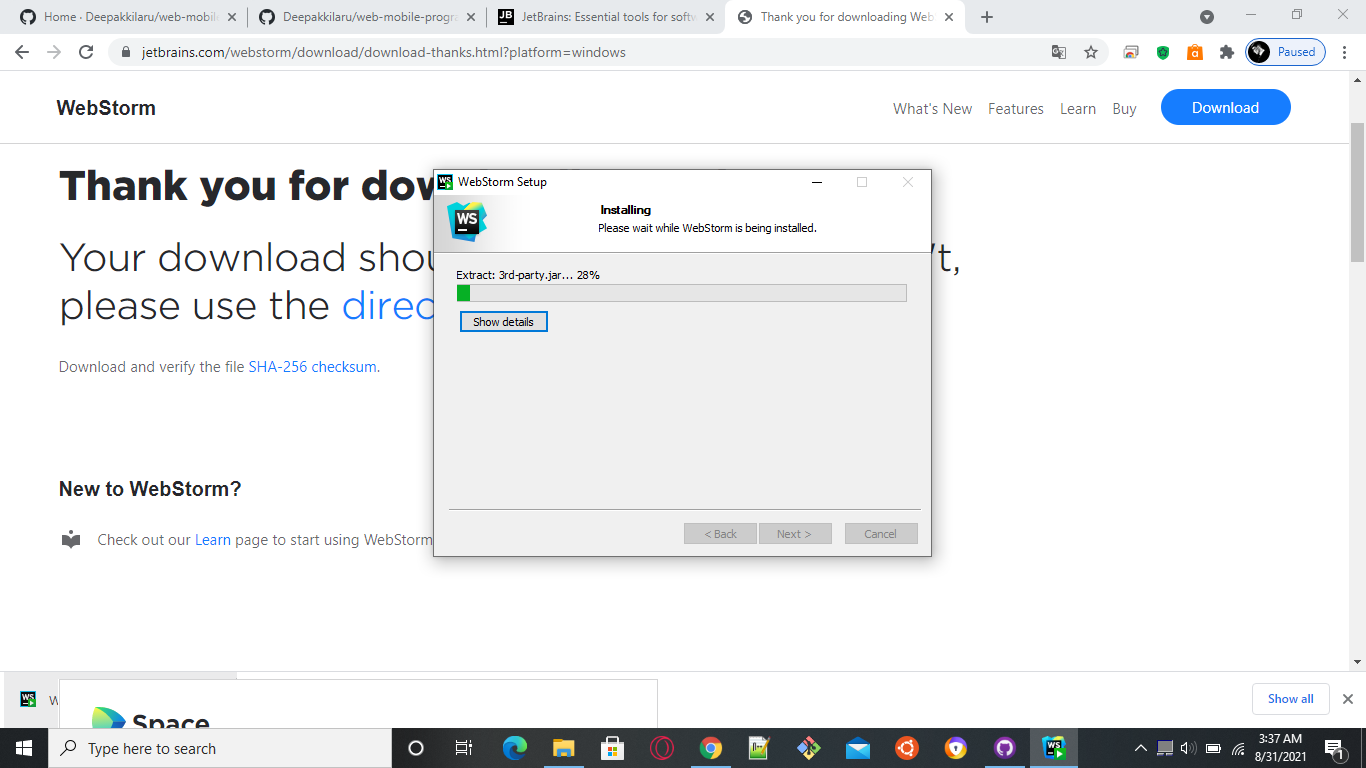 Home · Deepakkilaru/web-mobil
Deepakkilaru/web-mobile-progra
JetBrains: Essential tools for softw
Thank you for downloading Web
jetbrains.com/webstorm/download/download-thanks.html?platform=windows
Paused
WebStorm
What's New
Features
Learn
Buy
Download
Thank you for dow
Your download shou
't,
please use the direc
Download and verify the file SHA-256 checksum.
New to WebStorm?
Check out our Learn page to start using WebStorm
WS
WebStorm Setup
WS
Installing
Please wait while WebStorm is being installed.
Extract: 3rd-party.jar... 28%
Show details
< Back
Next >
Cancel
WS
W
Space
Show all
Type here to search
WS
3:37 AM
8/31/2021
1